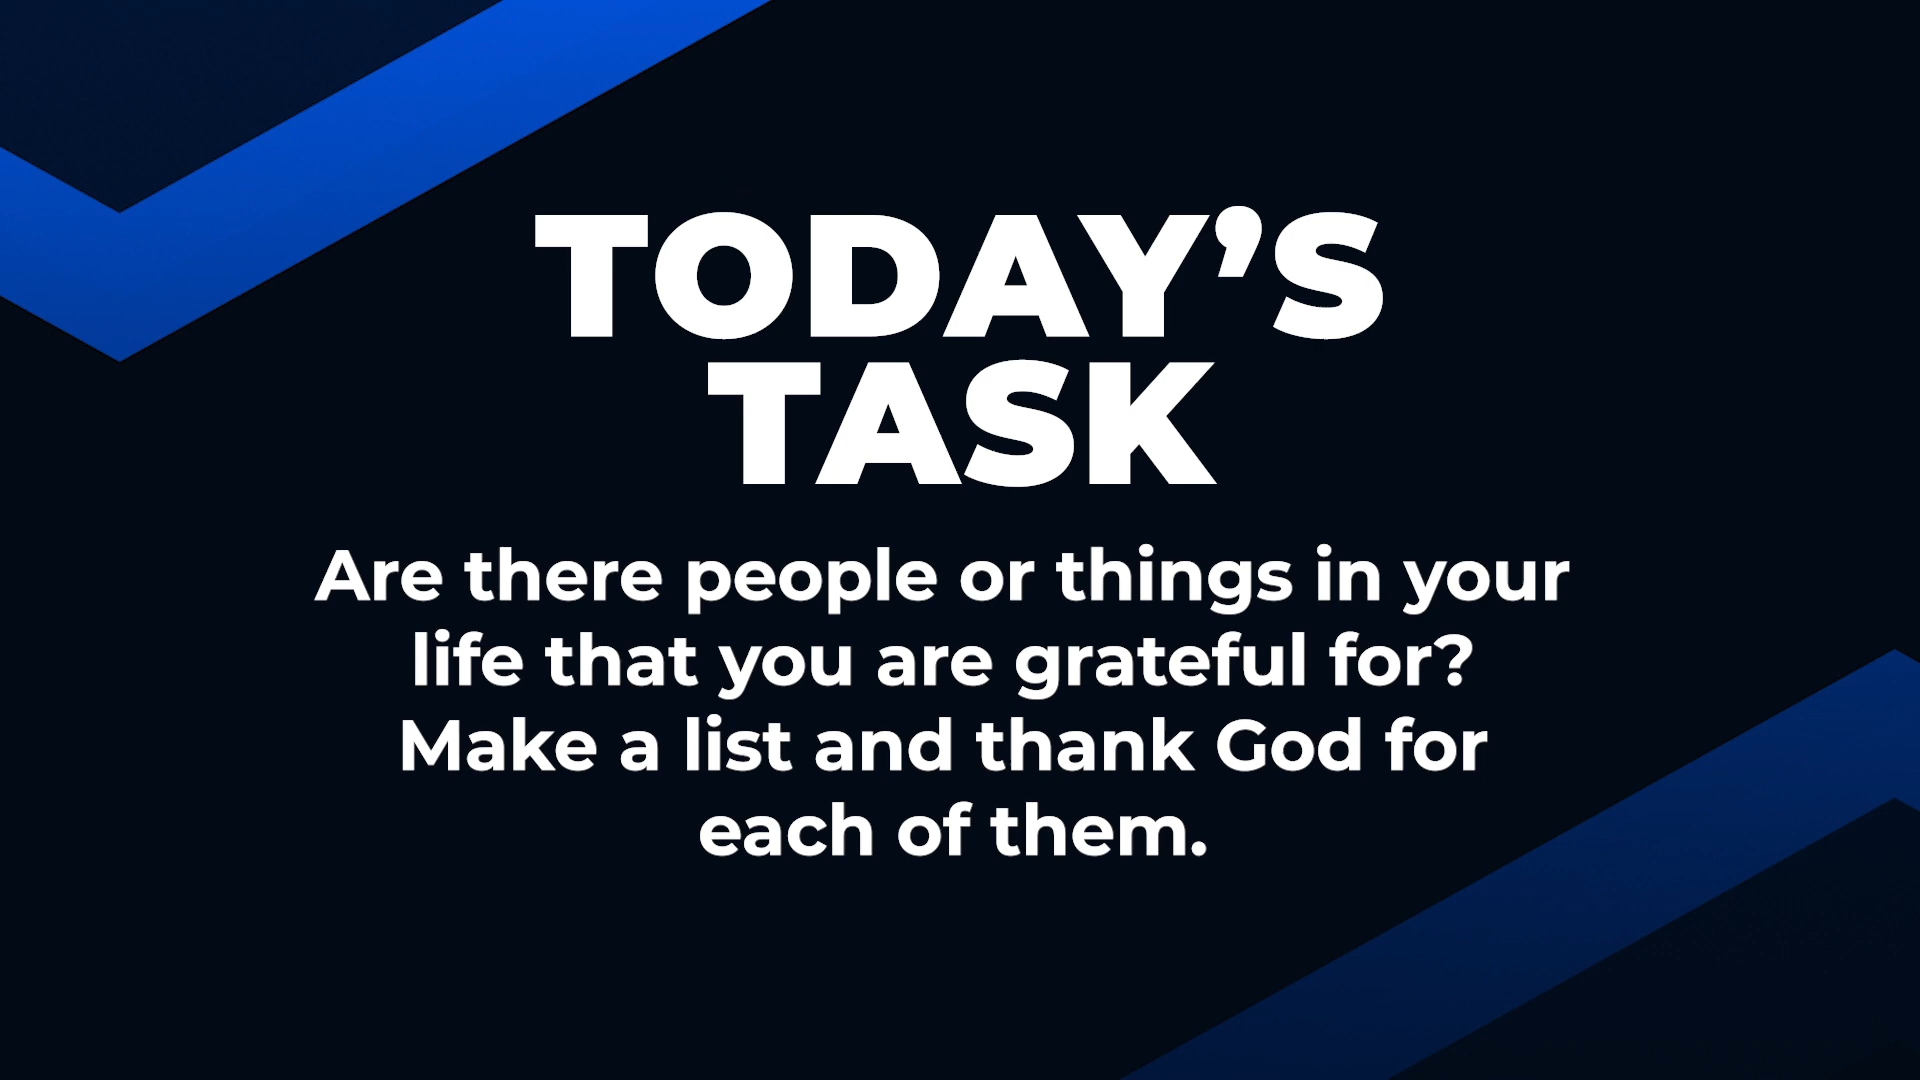 TODAY’S
TASK
Are there people or things in your
life that you are grateful for?
Make a list and thank God for
each of them.